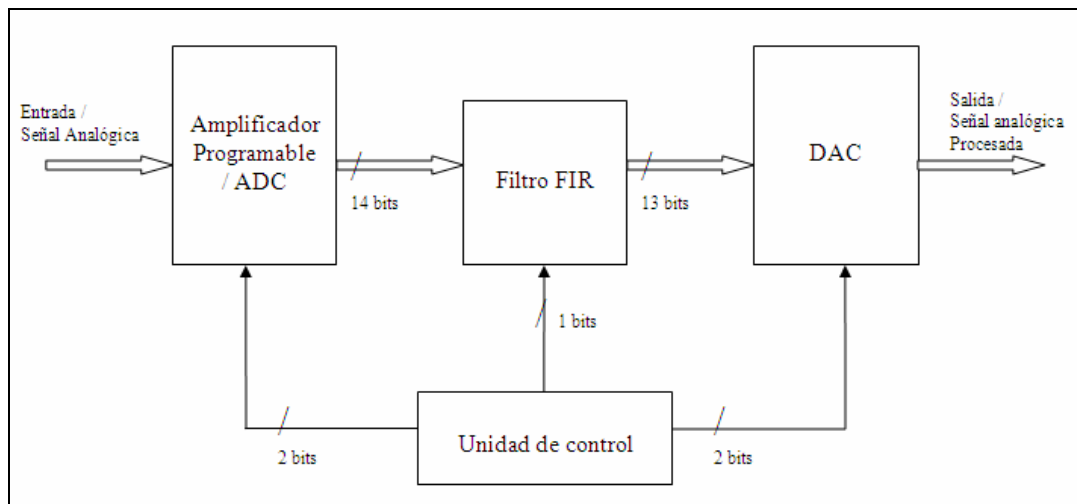 Entrada /
Señal Analógica
Amplificador
Programable
/ ADC
14 bits
Filtro FIR
13 bits
DAC
Salida /
Señal analógica
Procesada
1 bits
2 bits
Unidad de control
2 bits